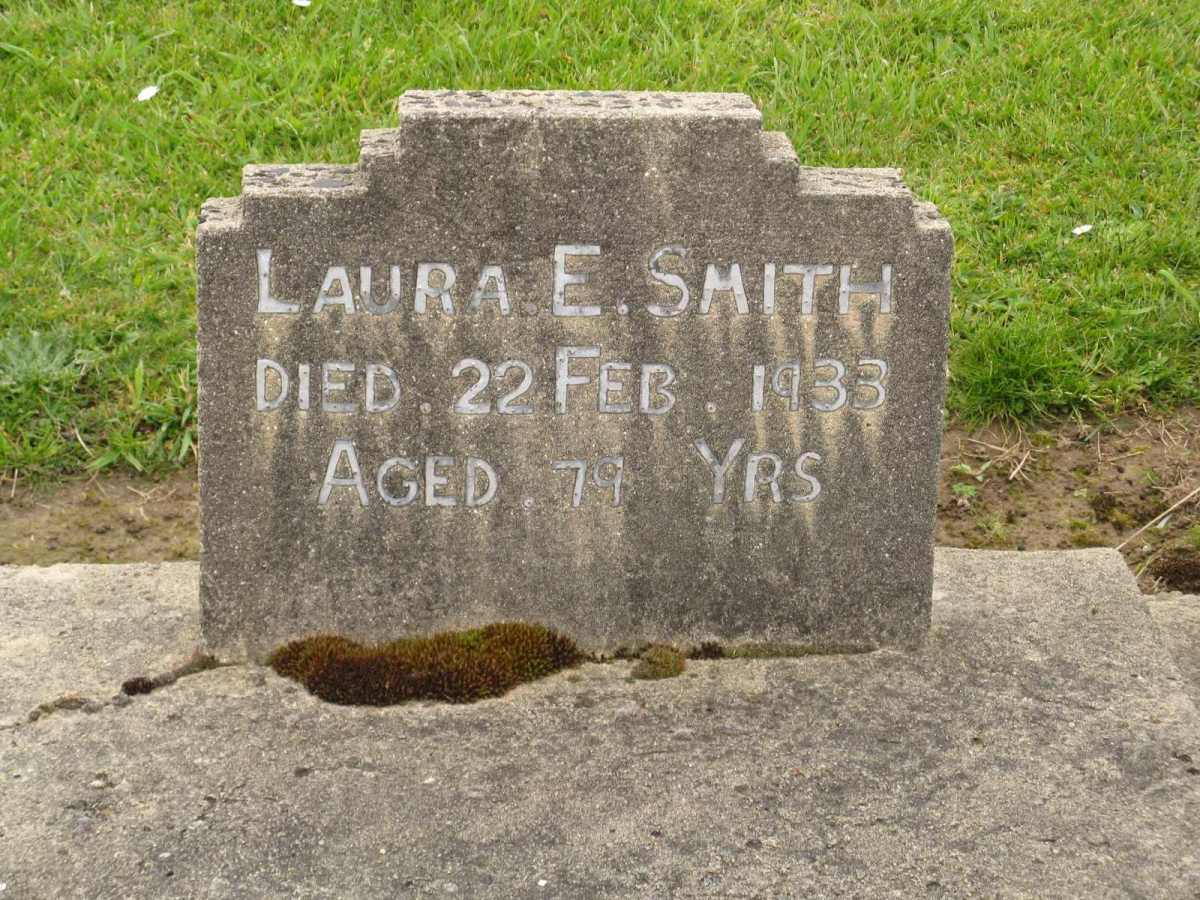 LAURA. E. SMITH
DIED. 22 FEB. 1933
AGED. 79 YRS